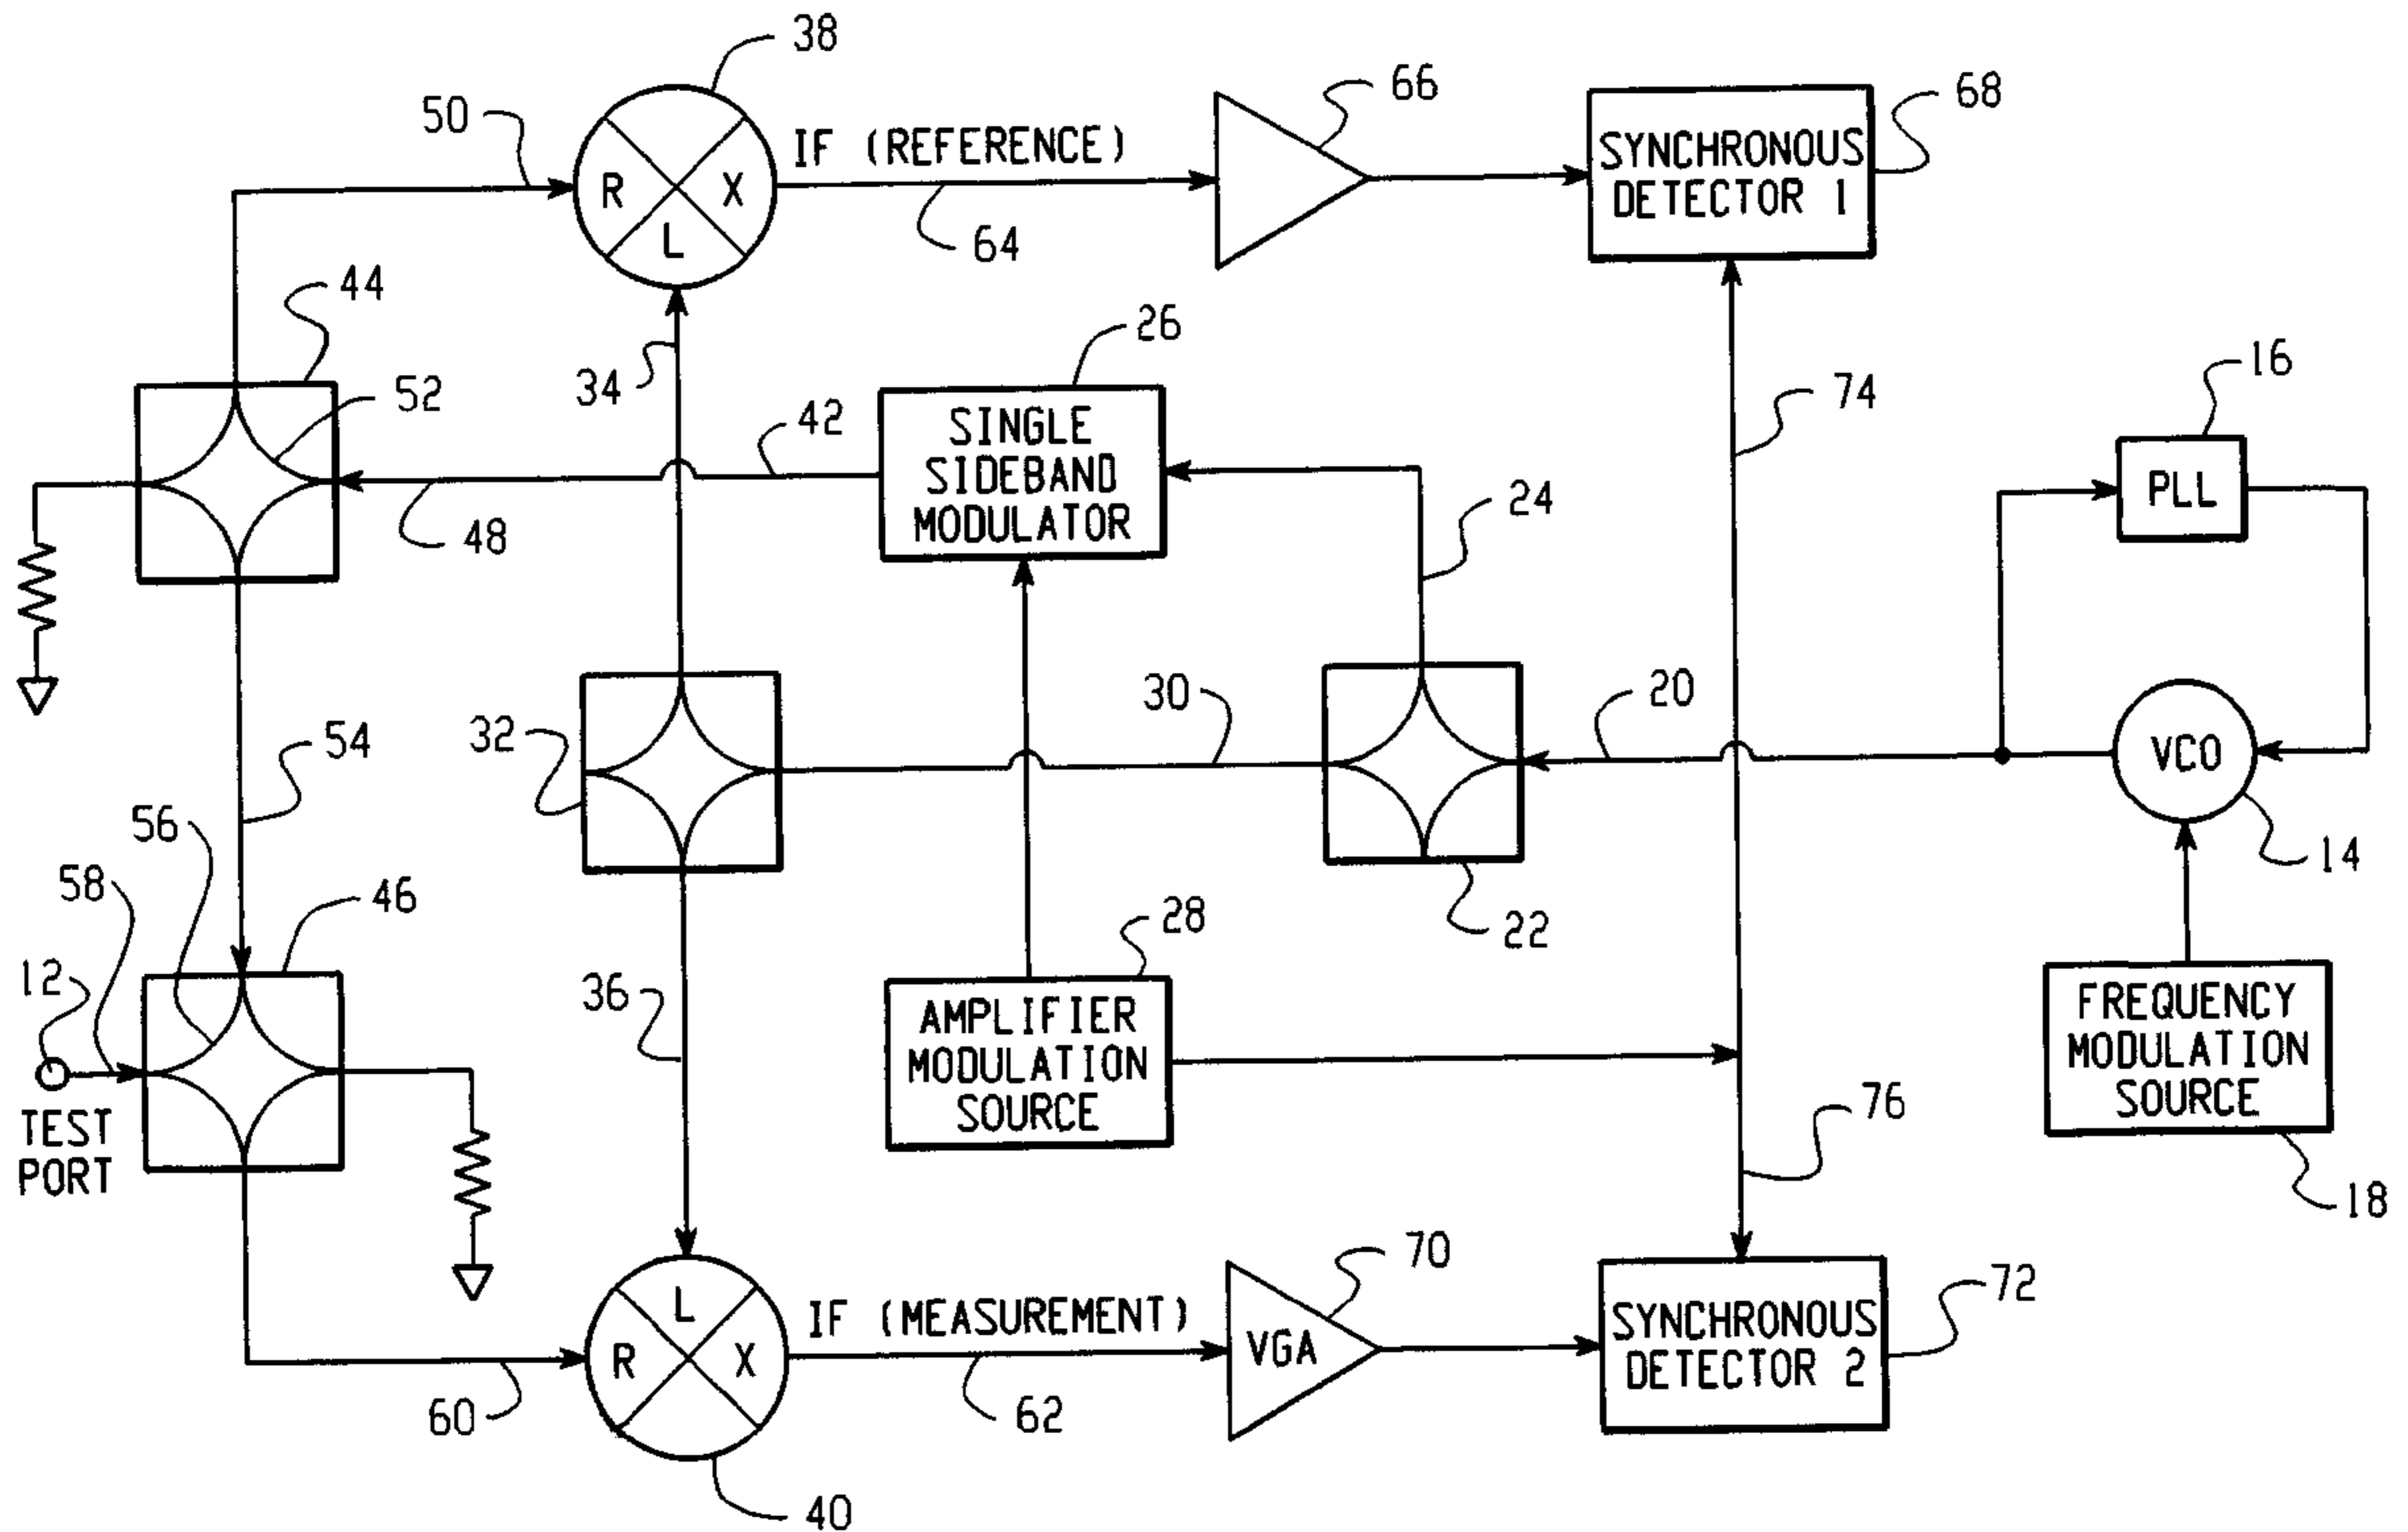 38
50
R
X
L
IF (REFERENCE)
64
66
SYNCHRONOUS
DETECTOR 1
68
44
52
34
42
48
26
SINGLE
SIDEBAND
MODULATOR
24
74
16
PLL
54
32
30
20
VCO
14
22
56
58
46
12
TEST
PORT
36
28
AMPLIFIER
MODULATION
SOURCE
FREQUENCY
MODULATION
SOURCE
18
76
L
R
X
IF (MEASUREMENT)
60
62
40
70
VGA
SYNCHRONOUS
DETECTOR 2
72